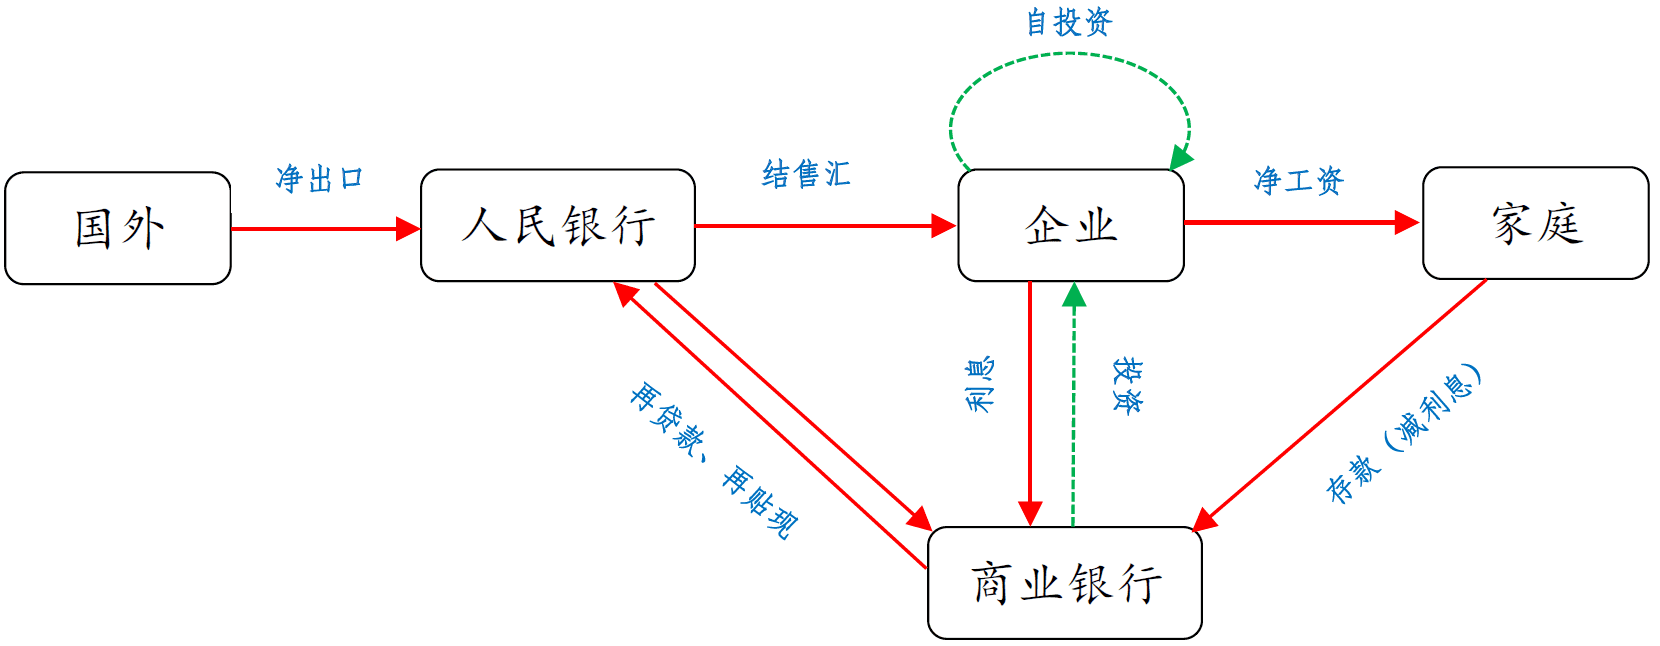 自投资
净出口
结售汇
净工资
国外
人民银行
企业
家庭
利息
投资
再贷款、再贴现
存款（减利息）
商业银行